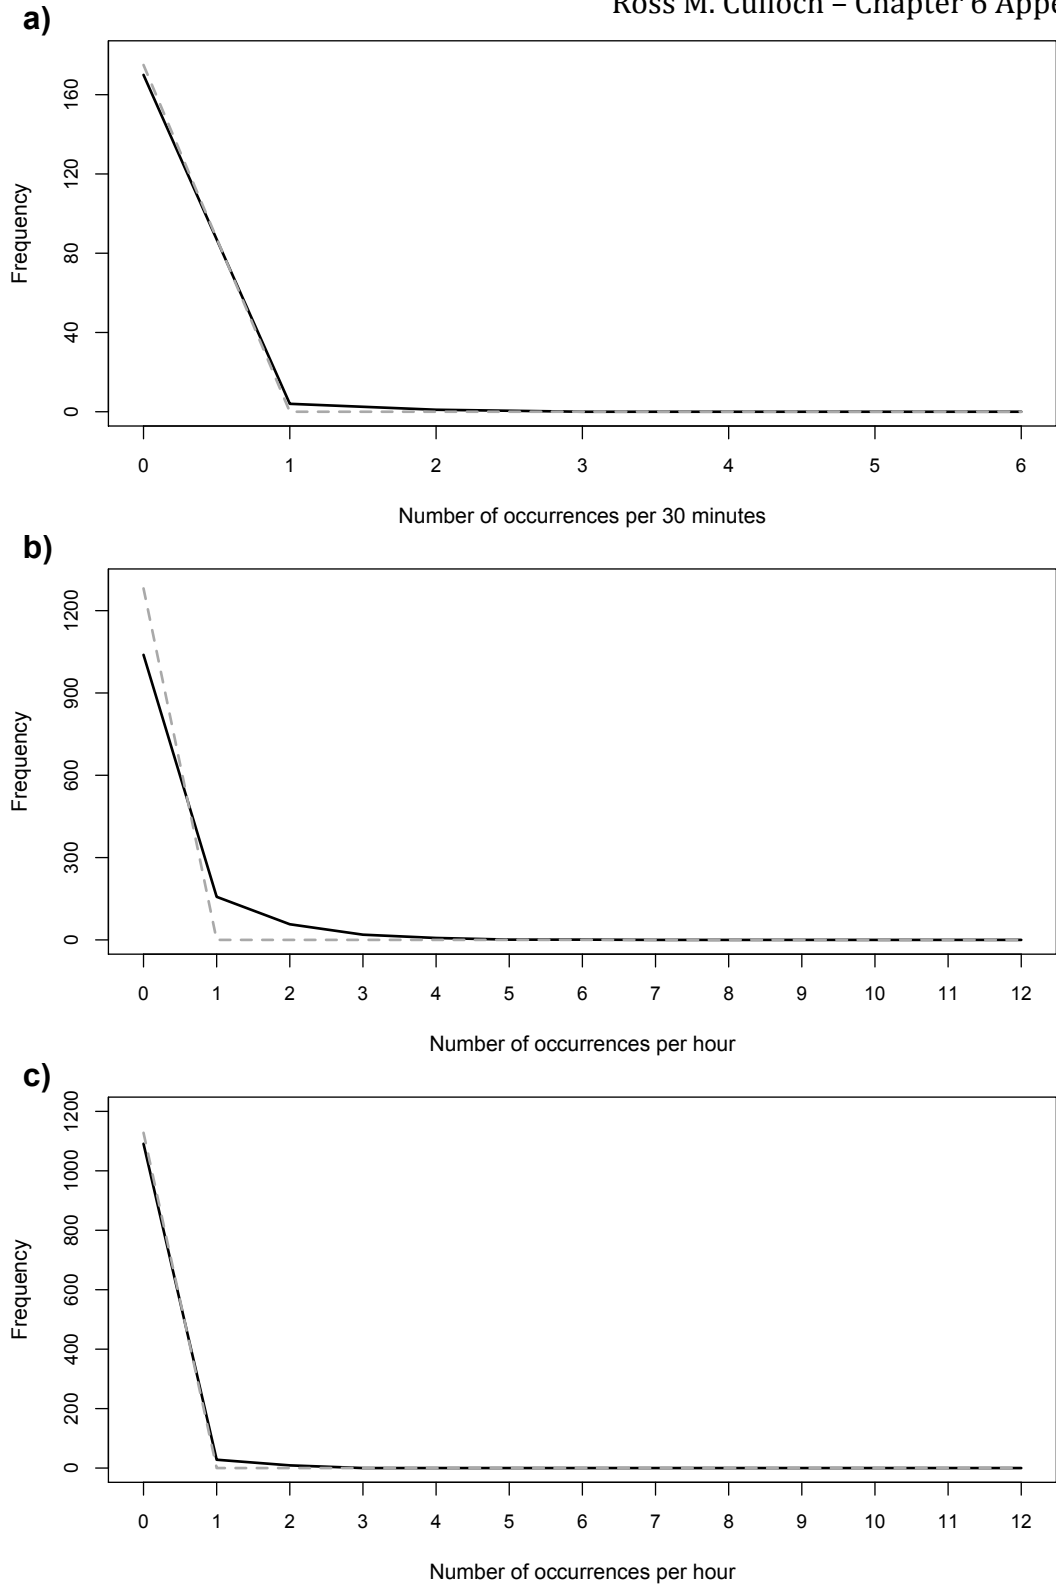 Ross M. Culloch – Chapter 6 Appe
a)
160
120
80
40
0
Frequency
0 1 2 3 4 5 6
Number of occurrences per 30 minutes
b)
1200
900
600
300
0
Frequency
0 1 2 3 4 5 6 7 8 9 10 11 12
Number of occurrences per hour
c)
1200
1000
800
600
400
200
0
Frequency
0 1 2 3 4 5 6 7 8 9 10 11 12
Number of occurrences per hour